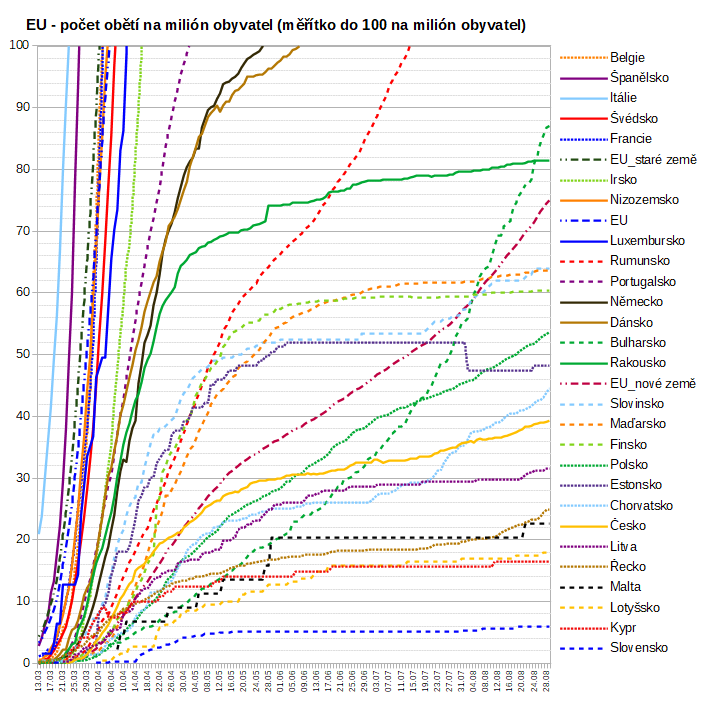 EU - počet obětí na milión obyvatel (měřítko do 100 na milión obyvatel)
100
90
80
70
60
50
40
30
20
10
0
13.03 17.03 21.03 25.03 29.03 02.04 06.04 10.04 14.04 18.04 22.04 26.04 30.04 04.05 08.05 12.05 16.05 20.05 24.05 28.05 01.06 05.06 09.06 13.06 17.06 21.06 25.06 29.06 03.07 07.07 11.07 15.07 19.07 23.07 27.07 31.07 04.08 08.08 12.08 16.08 20.08 24.08 28.08
Belgie
Španělsko
Itálie
Švédsko
Francie
EU_staré země
Irsko
Nizozemsko
EU
Luxembursko
Rumunsko
Portugalsko
Německo
Dánsko
Bulharsko
Rakousko
EU_nové země
Slovinsko
Maďarsko
Finsko
Polsko
Estonsko
Chorvatsko
Česko
Litva
Řecko
Malta
Lotyšsko
Kypr
Slovensko